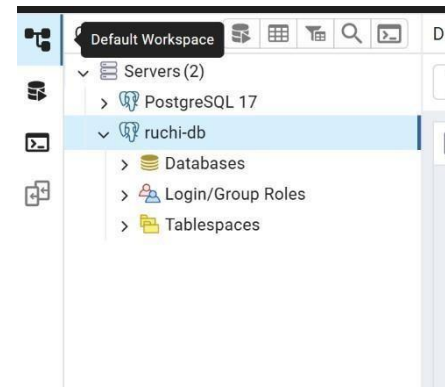 Default Workspace
D
Servers (2)
PostgreSQL 17
ruchi-db
Databases
Login/Group Roles
Tablespaces